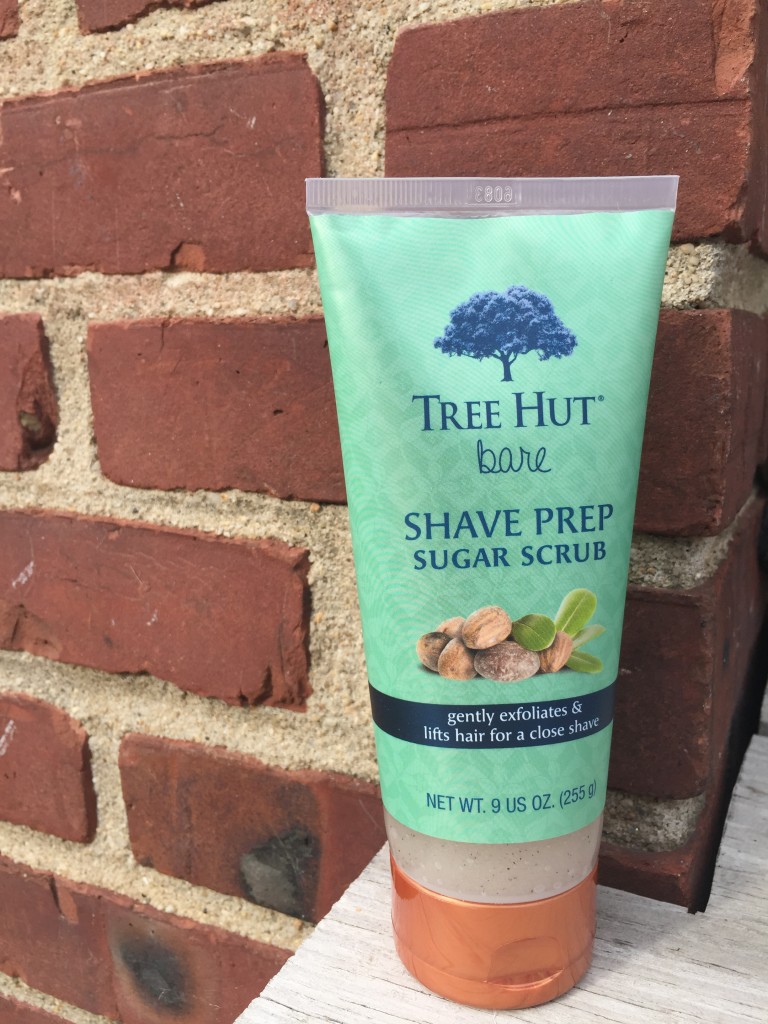 TREE HUT®
bare
SHAVE PREP
SUGAR SCRUB
gently exfoliates &
lifts hair for a close shave
NET WT. 9 US OZ. (255 g)